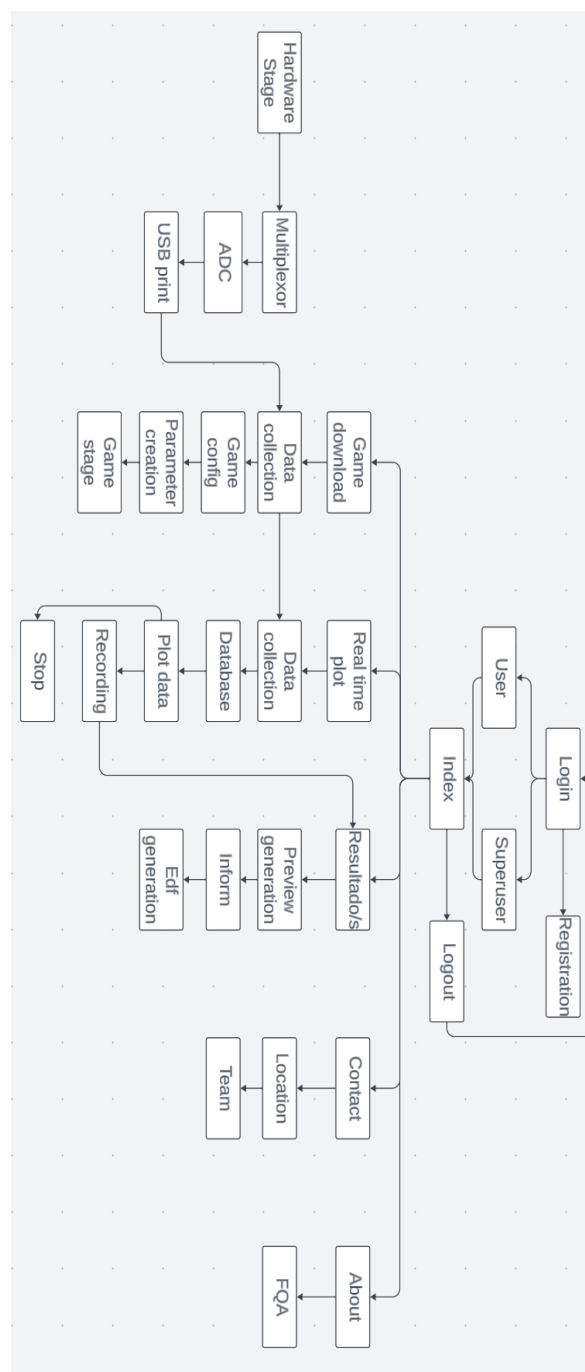 Login
Registration
User
Superuser
Index
Logout
Hardware
Stage
Multiplexor
ADC
USB print
Game
download
Data
collection
Game
config
Parameter
creation
Game
stage
Real time
plot
Data
collection
Database
Plot data
Recording
Stop
Resultado/s
Preview
generation
Inform
Edf
generation
Contact
Location
Team
About
FQA